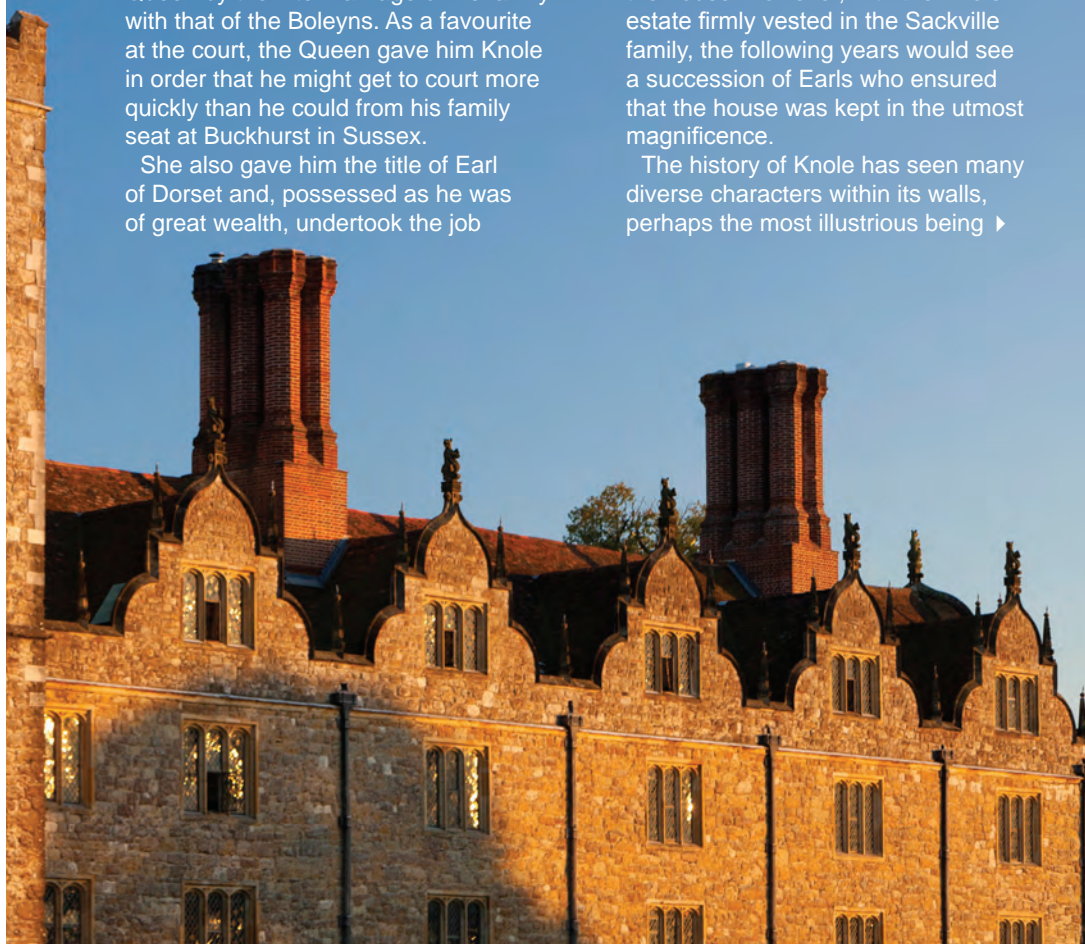 with that of the Boleyns. As a favourite
at the court, the Queen gave him Knole
in order that he might get to court more
quickly than he could from his family
seat at Buckhurst in Sussex.
She also gave him the title of Earl
of Dorset and, possessed as he was
of great wealth, undertook the job
estate firmly vested in the Sackville
family, the following years would see
a succession of Earls who ensured
that the house was kept in the utmost
magnificence.
The history of Knole has seen many
diverse characters within its walls,
perhaps the most illustrious being